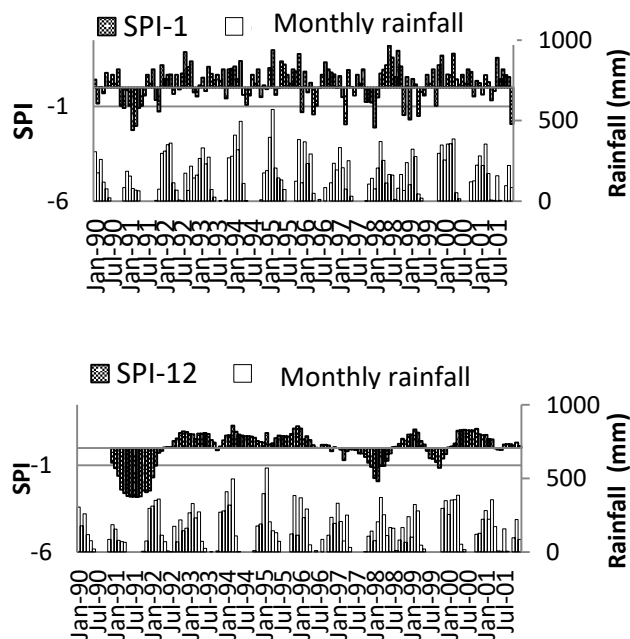 SPI-1 Monthly rainfall
1000
-1
SPI
500
Rainfall (mm)
-6
0
Jan-90
Jul-90
Jan-91
Jul-91
Jan-92
Jul-92
Jan-93
Jul-93
Jan-94
Jul-94
Jan-95
Jul-95
Jan-96
Jul-96
Jan-97
Jul-97
Jan-98
Jul-98
Jan-99
Jul-99
Jan-00
Jul-00
Jan-01
Jul-01
SPI-12 Monthly rainfall
1000
-1
SPI
500
Rainfall (mm)
-6
0
Jan-90
Jul-90
Jan-91
Jul-91
Jan-92
Jul-92
Jan-93
Jul-93
Jan-94
Jul-94
Jan-95
Jul-95
Jan-96
Jul-96
Jan-97
Jul-97
Jan-98
Jul-98
Jan-99
Jul-99
Jan-00
Jul-00
Jan-01
Jul-01